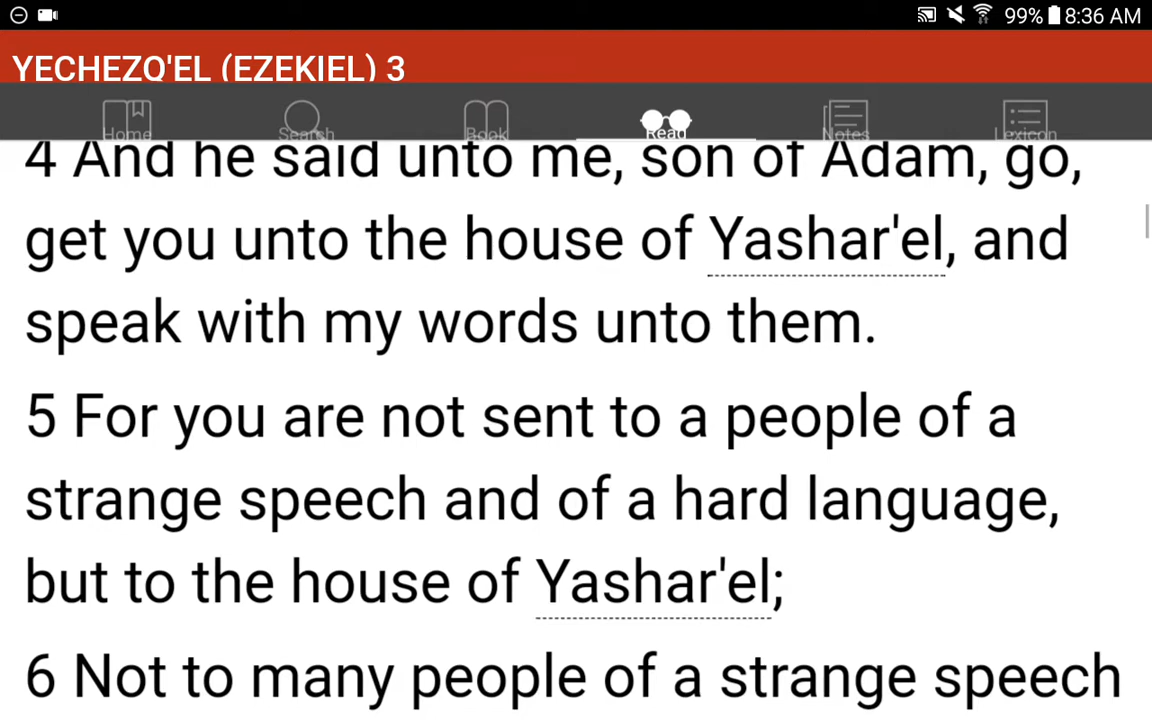 99% 8:36 AM
YECHEZQ'EL (EZEKIEL) 3
Home Search Book Read Notes Lexicon
4 And he said unto me, son of Adam, go,
get you unto the house of Yashar'el, and
speak with my words unto them.
5 For you are not sent to a people of a
strange speech and of a hard language,
but to the house of Yashar'el;
6 Not to many people of a strange speech